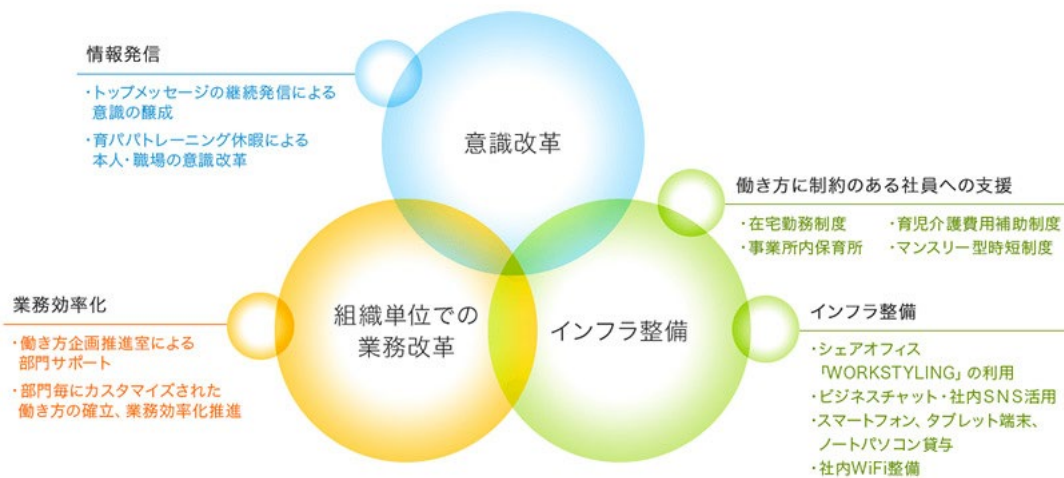 情報発信
・トップメッセージの継続発信による
意識の醸成
・育パパトレーニング休暇による
本人・職場の意識改革
意識改革
働き方に制約のある社員への支援
・在宅勤務制度
・育児介護費用補助制度
・事業所内保育所
・マンスリー型時短制度
業務効率化
・働き方企画推進室による
部門サポート
・部門毎にカスタマイズされた
働き方の確立、業務効率化推進
組織単位での
業務改革
インフラ整備
インフラ整備
・シェアオフィス
「WORKSTYLING」の利用
・ビジネスチャット・社内SNS活用
・スマートフォン、タブレット端末、
ノートパソコン貸与
・社内WiFi整備